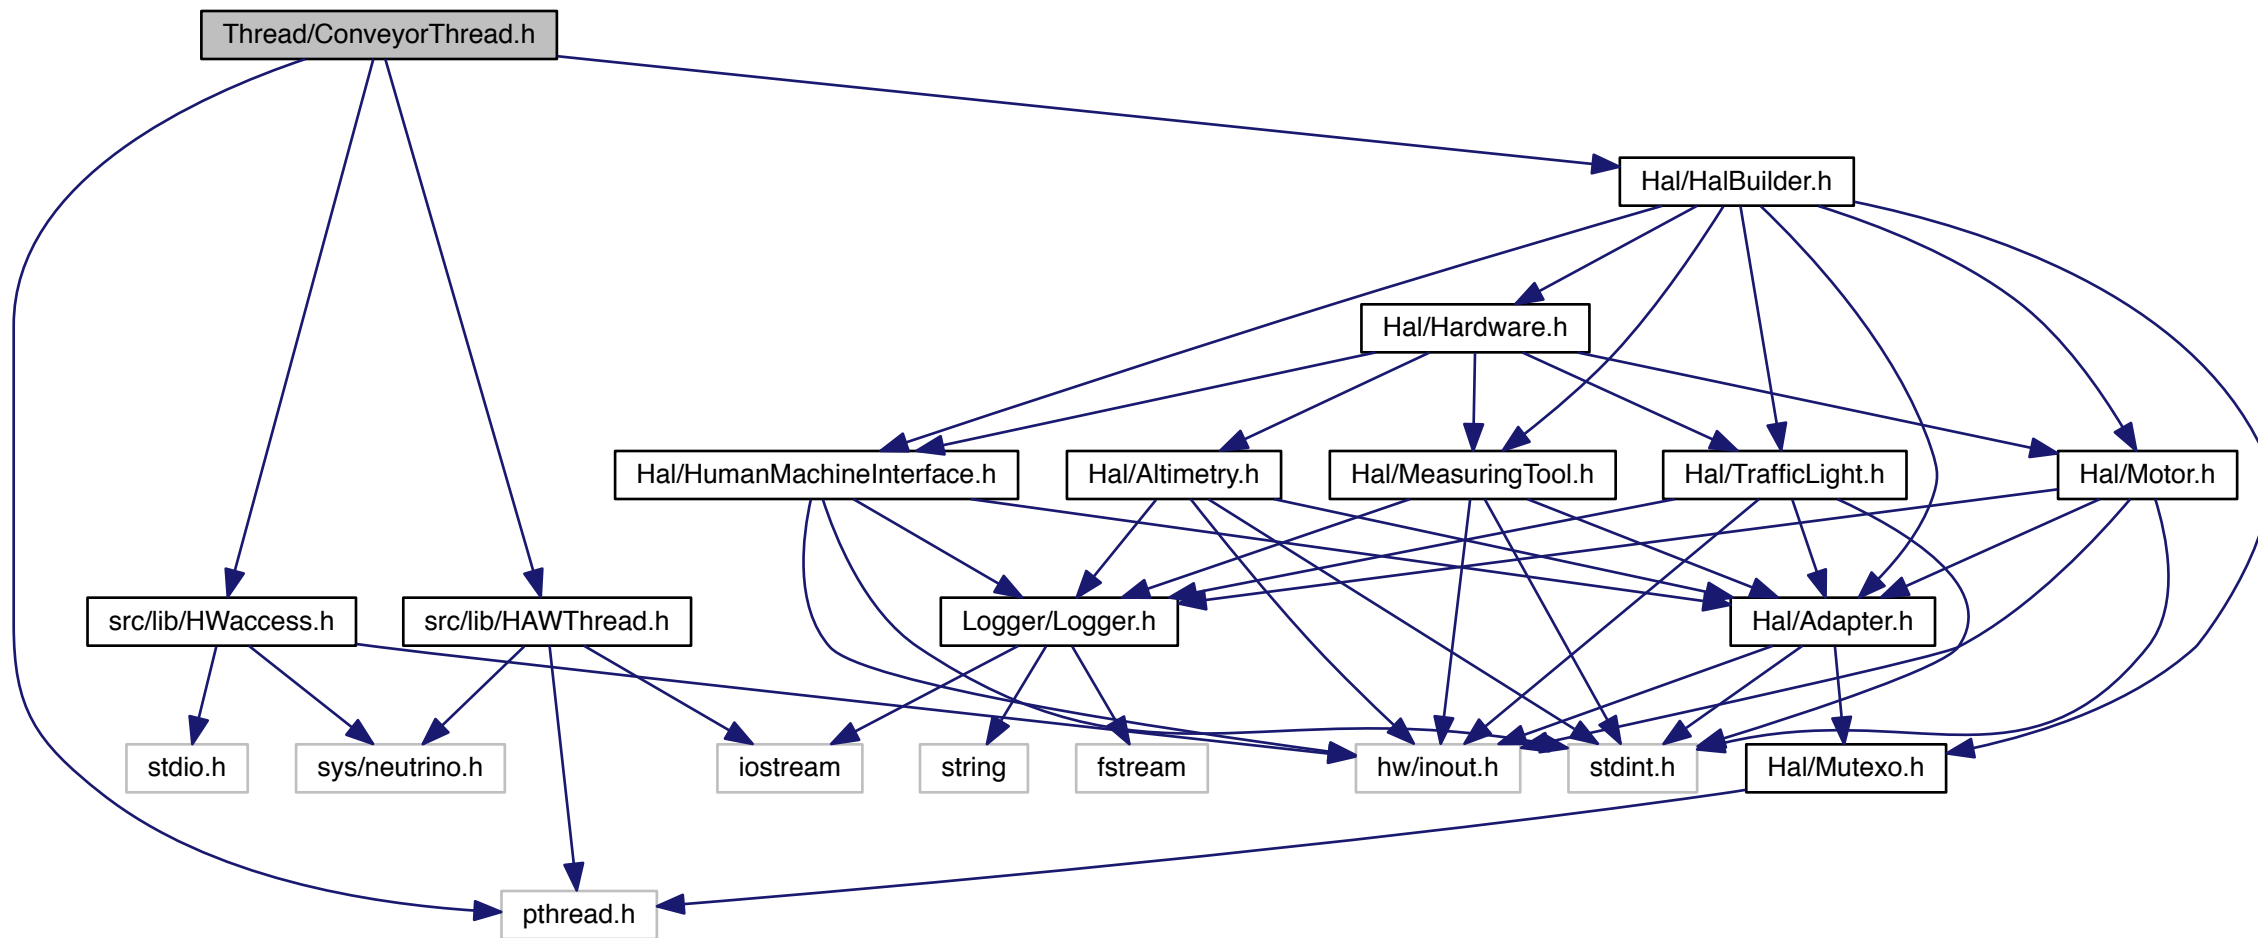 Thread/ConveyorThread.h
Hal/HalBuilder.h
Hal/Hardware.h
Hal/HumanMachineInterface.h
Hal/Altimetry.h
Hal/MeasuringTool.h
Hal/TrafficLight.h
Hal/Motor.h
src/lib/HWaccess.h
src/lib/HAWThread.h
Logger/Logger.h
Hal/Adapter.h
stdio.h
sys/neutrino.h
iostream
string
fstream
hw/inout.h
stdint.h
Hal/Mutexo.h
pthread.h